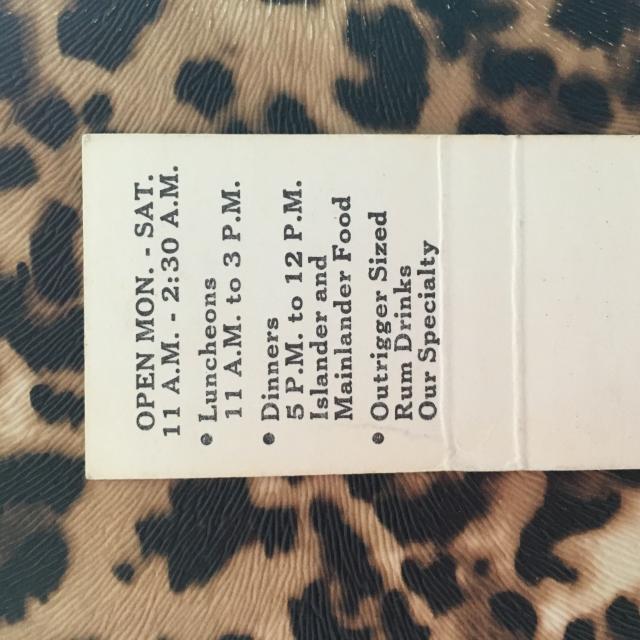 OPEN MON. - SAT.
11 A.M. - 2:30 A.M.
● Luncheons
11 A.M. to 3 P.M.
● Dinners
5 P.M. to 12 P.M.
Islander and
Mainlander Food
● Outrigger Sized
Rum Drinks
Our Specialty